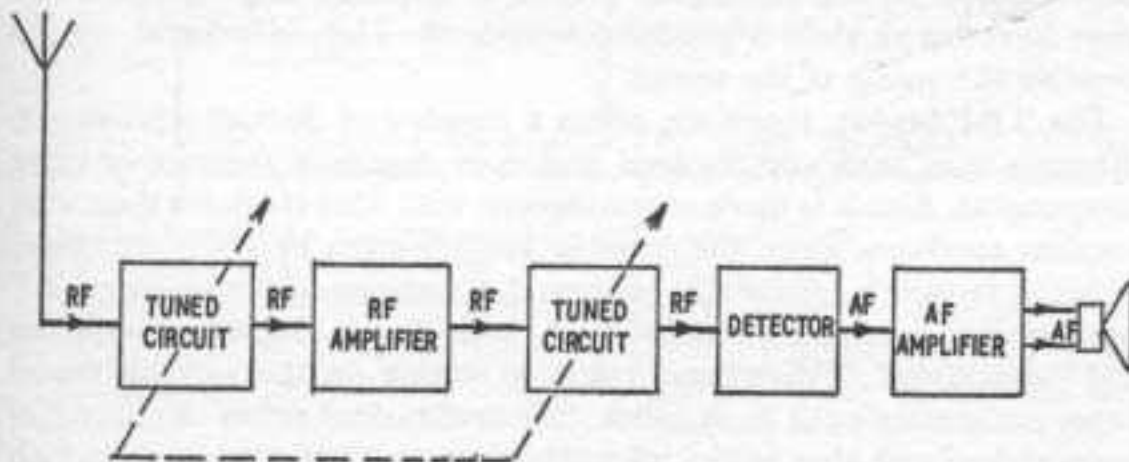 RF
TUNED
CIRCUIT
RF
RF
AMPLIFIER
RF
TUNED
CIRCUIT
RF
DETECTOR
AF
AF
AMPLIFIER
AF